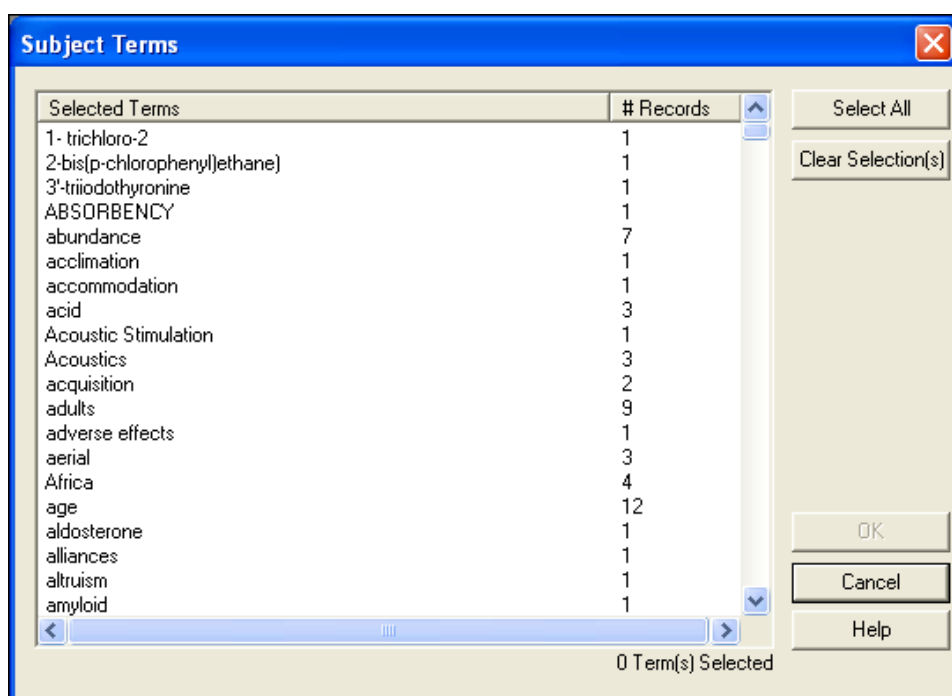 Subject Terms
Selected Terms # Records
1- trichloro-2 1
2-bis(p-chlorophenyl)ethane) 1
3'-triiodothyronine 1
ABSORBENCY 1
abundance 7
acclimation 1
accommodation 1
acid 3
Acoustic Stimulation 1
Acoustics 3
acquisition 2
adults 9
adverse effects 1
aerial 3
Africa 4
age 12
aldosterone 1
alliances 1
altruism 1
amyloid 1
0 Term(s) Selected
Select All
Clear Selection(s)
OK
Cancel
Help